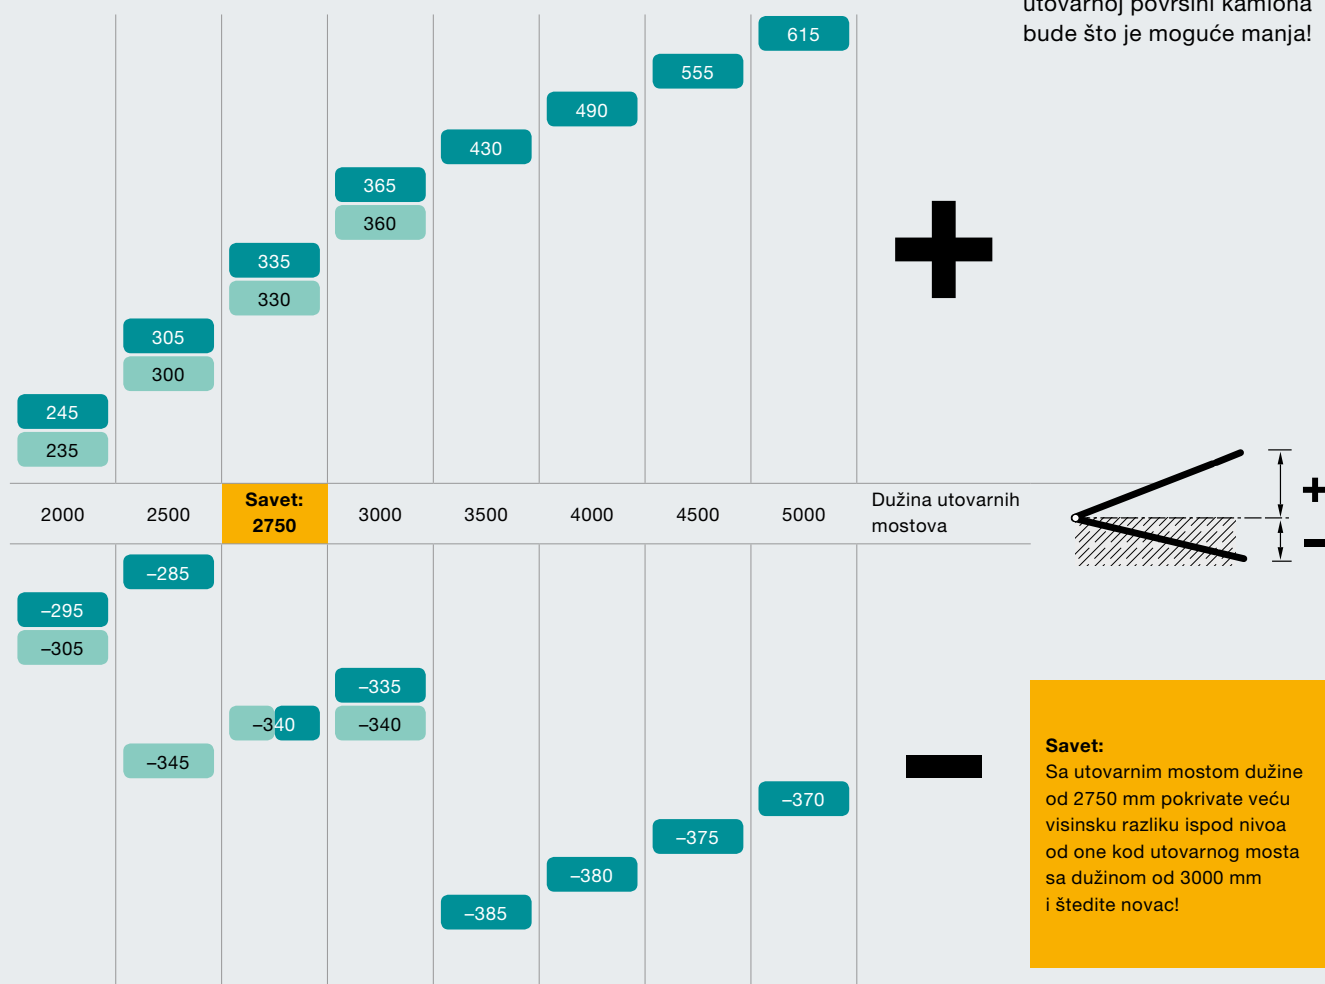 utovarnoj površini kamiona
bude što je moguće manja!
615
555
490
430
365
360
335
330
305
300
245
235
2000 2500 Savet: 2750 3000 3500 4000 4500 5000 Dužina utovarnih
mostova
+
–
–285
–295
–305
–335
–340 –340
–345
–370
–375
–380
–385
Savet:
Sa utovarnim mostom dužine
od 2750 mm pokrivate veću
visinsku razliku ispod nivoa
od one kod utovarnog mosta
sa dužinom od 3000 mm
i štedite novac!